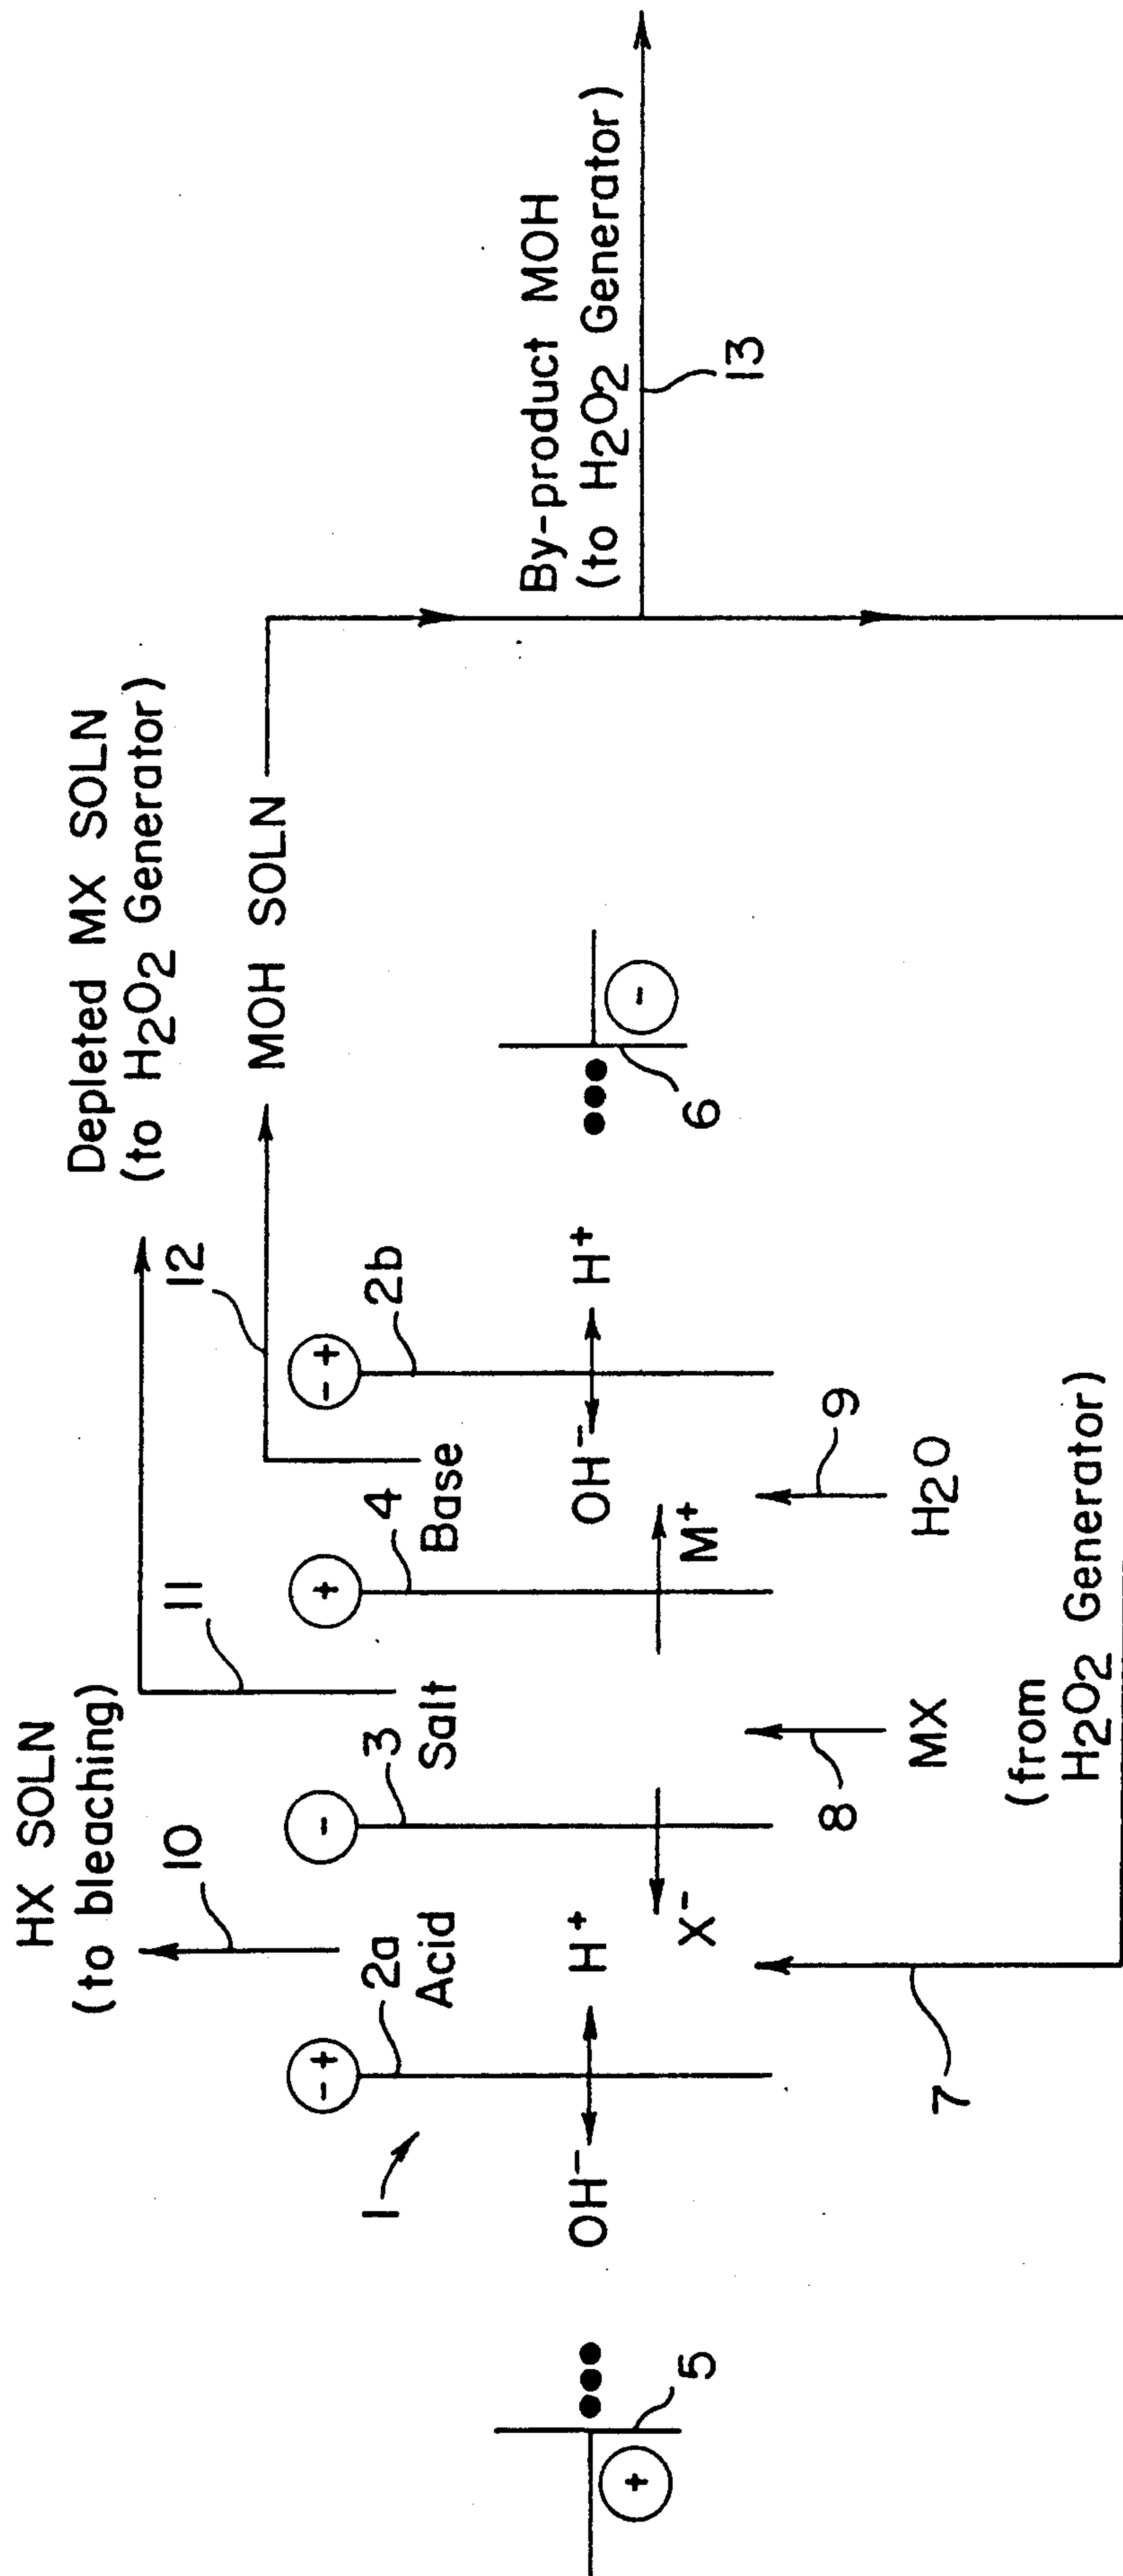 HX SOLN
(to bleaching)
Depleted MX SOLN
(to H2O2 Generator)
10
11
12
MOH SOLN
- +
-
+
- +
1
2a
Acid
3
Salt
4
Base
2b
By-product MOH
(to H2O2 Generator)
13
OH⁻
H⁺
OH⁻
H⁺
+
5
-
6
X⁻
M⁺
7
8
9
MX
H2O
(from
H2O2 Generator)